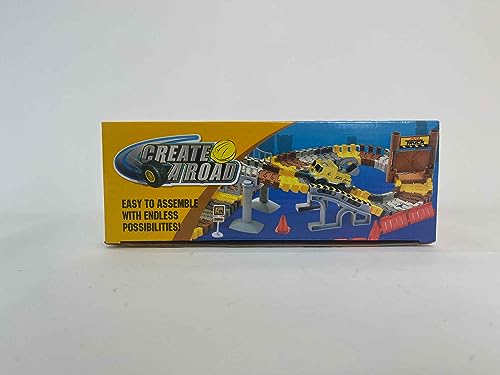 CREATE
A ROAD
EASY TO ASSEMBLE
WITH ENDLESS
POSSIBILITIES!